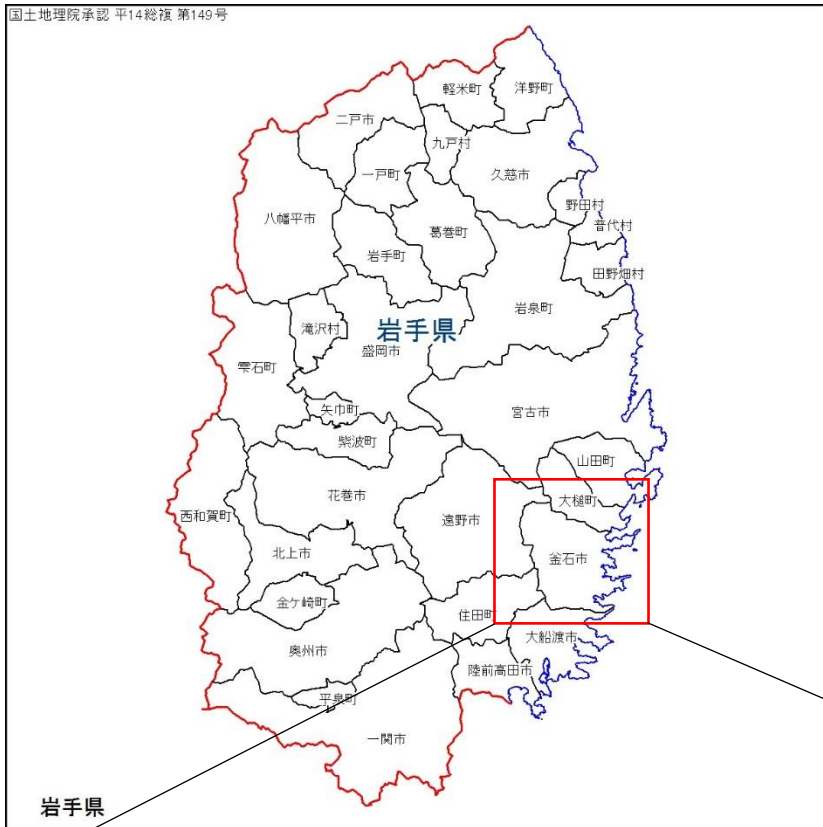 国土地理院承認 平14総複 第149号
軽米町
洋野町
二戸市
九戸村
一戸町
久慈市
野田村
八幡平市
普代村
葛巻町
岩手町
田野畑村
岩泉町
滝沢村
岩手県
盛岡市
雫石町
矢巾町
宮古市
紫波町
山田町
花巻市
大槌町
西和賀町
遠野市
北上市
釜石市
金ケ崎町
住田町
大船渡市
奥州市
陸前高田市
平泉町
一関市
岩手県